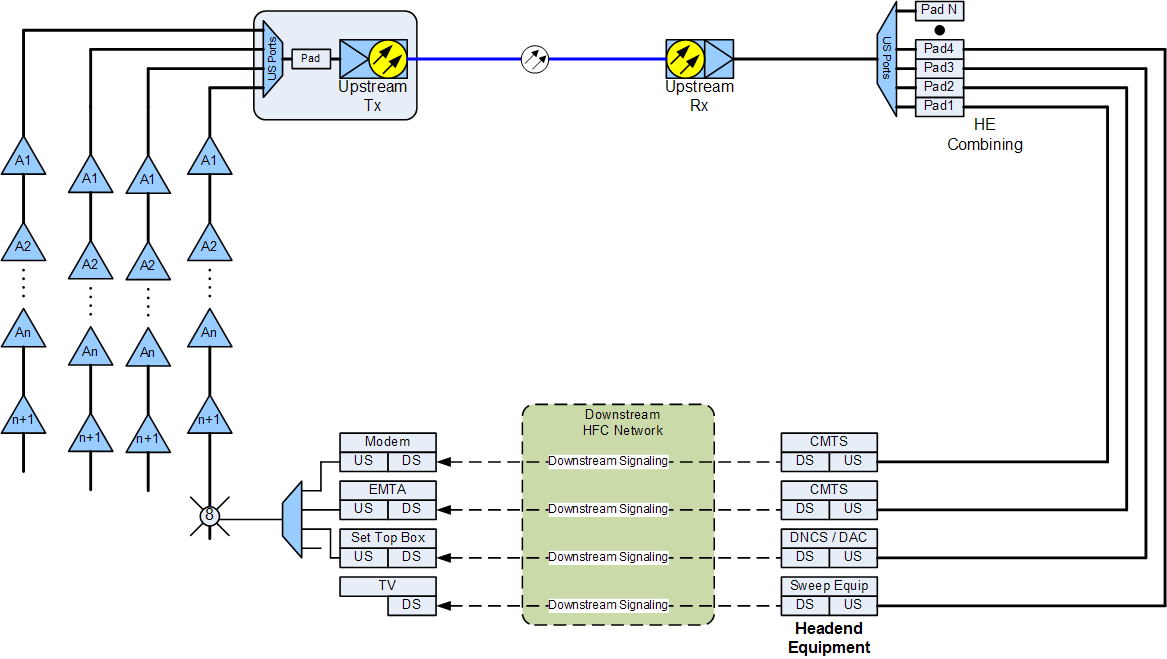 Pad N
US Ports
Pad
US Ports
Pad4
Pad3
Pad2
Pad1
Upstream
Tx
Upstream
Rx
HE
Combining
A1
A1
A1
A1
A2
A2
A2
A2
An
An
An
An
n+1
n+1
n+1
n+1
8
Downstream
HFC Network
Modem
US DS
Downstream Signaling
CMTS
DS US
EMTA
US DS
Downstream Signaling
CMTS
DS US
Set Top Box
US DS
Downstream Signaling
DNCS / DAC
DS US
TV
DS
Downstream Signaling
Sweep Equip
DS US
Headend
Equipment